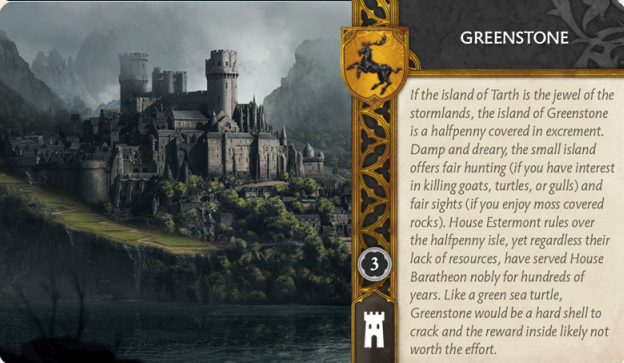 GREENSTONE
If the island of Tarth is the jewel of the
stormlands, the island of Greenstone
is a halfpenny covered in excrement.
Damp and dreary, the small island
offers fair hunting (if you have interest
in killing goats, turtles, or gulls) and
fair sights (if you enjoy moss covered
rocks). House Estermont rules over
the halfpenny isle, yet regardless their
lack of resources, have served House
Baratheon nobly for hundreds of
years. Like a green sea turtle,
Greenstone would be a hard shell to
crack and the reward inside likely not
worth the effort.
3